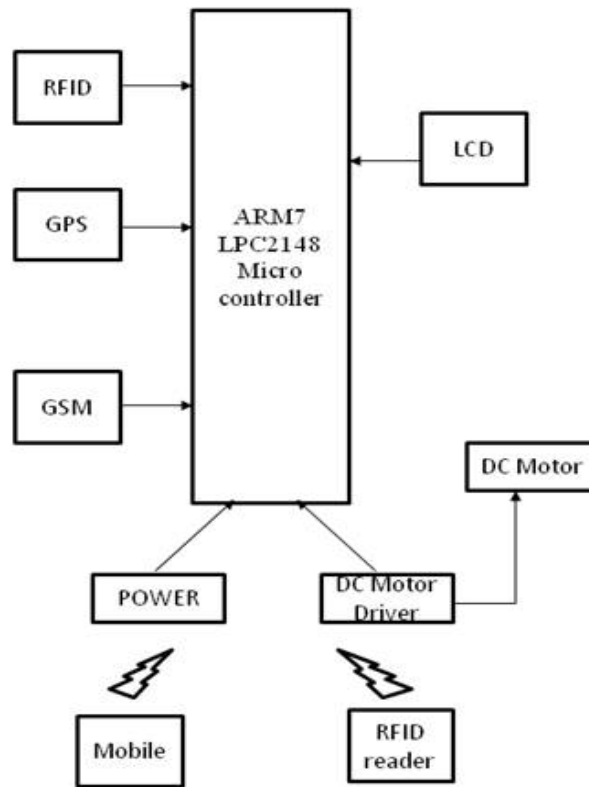 RFID
LCD
GPS
ARM7
LPC2148
Micro
controller
GSM
DC Motor
POWER
DC Motor
Driver
Mobile
RFID
reader